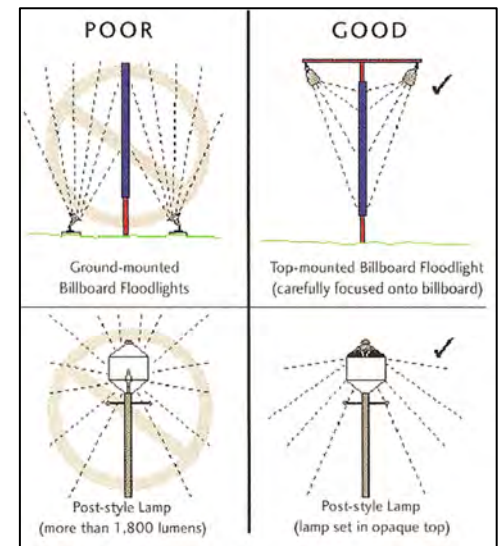 POOR
GOOD
Ground-mounted
Billboard Floodlights
Top-mounted Billboard Floodlight
(carefully focused onto billboard)
Post-style Lamp
(more than 1,800 lumens)
Post-style Lamp
(lamp set in opaque top)